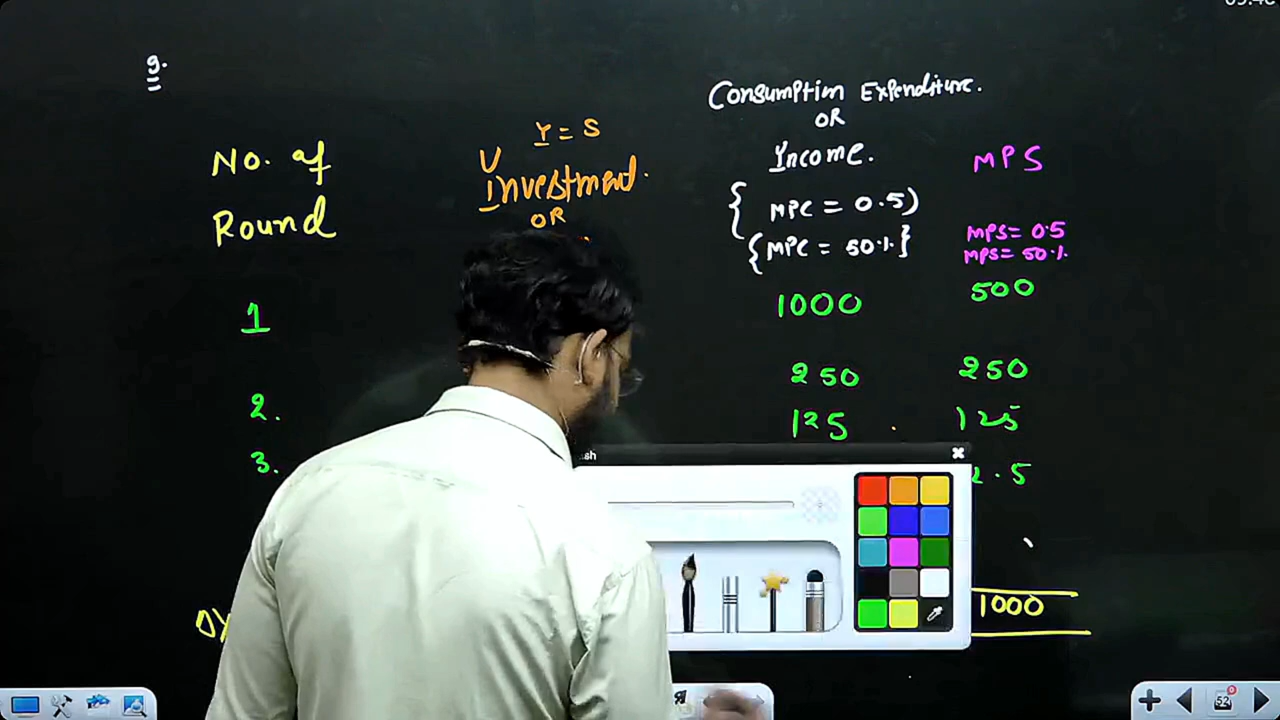 g.
Consumption Expenditure.
OR
Y = S
No. of
Investment.
Income.
MPS
Round
OR
{ MPC = 0.5)
{MPC = 50%}
MPS = 0.5
MPS = 50%
1
1000
500
2.
250
250
3.
125
125
2.5
1000
52